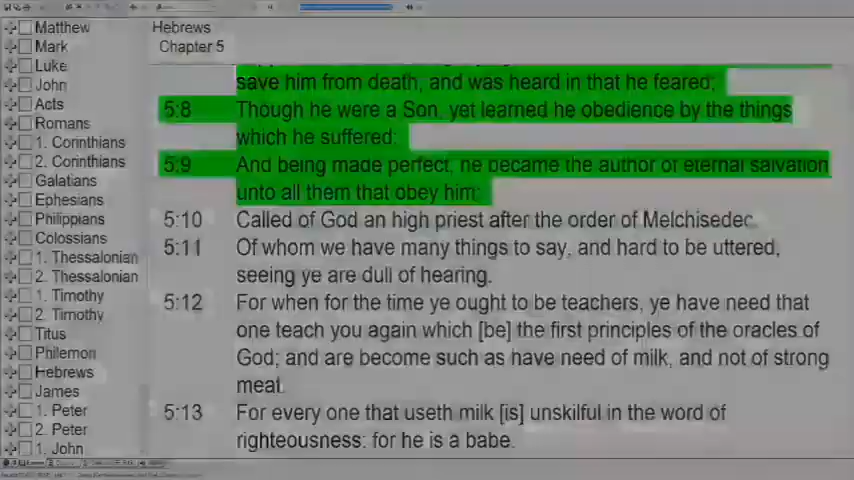 Matthew
Mark
Luke
John
Acts
Romans
1. Corinthians
2. Corinthians
Galatians
Ephesians
Philippians
Colossians
1. Thessalonian
2. Thessalonian
1. Timothy
2. Timothy
Titus
Philemon
Hebrews
James
1. Peter
2. Peter
1. John
Hebrews
Chapter 5
save him from death, and was heard in that he feared;
5:8 Though he were a Son, yet learned he obedience by the things
which he suffered;
5:9 And being made perfect, he became the author of eternal salvation
unto all them that obey him;
5:10 Called of God an high priest after the order of Melchisedec.
5:11 Of whom we have many things to say, and hard to be uttered,
seeing ye are dull of hearing.
5:12 For when for the time ye ought to be teachers, ye have need that
one teach you again which [be] the first principles of the oracles of
God; and are become such as have need of milk, and not of strong
meat.
5:13 For every one that useth milk [is] unskilful in the word of
righteousness: for he is a babe.